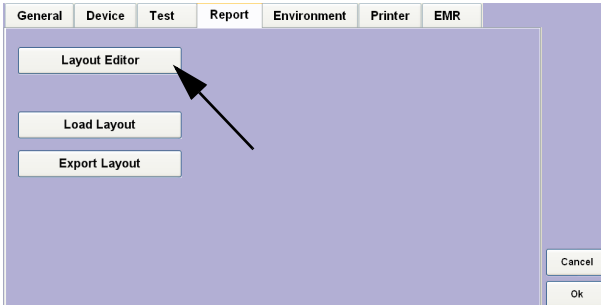 General Device Test Report Environment Printer EMR
Layout Editor
Load Layout
Export Layout
Cancel
Ok